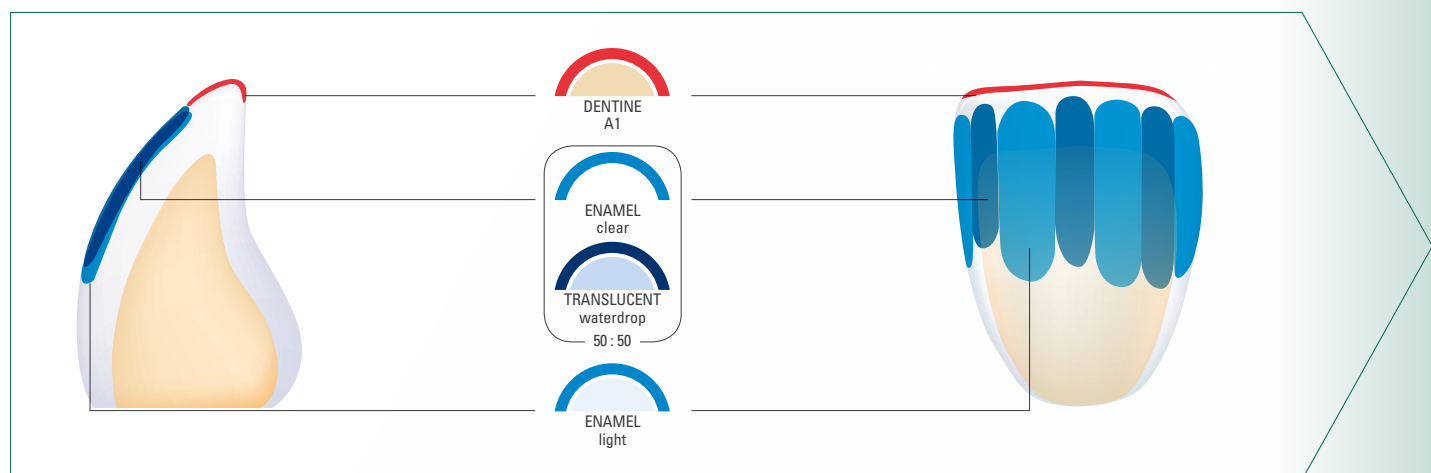 DENTINE
A1
ENAMEL
clear
TRANSLUCENT
waterdrop
50 : 50
ENAMEL
light